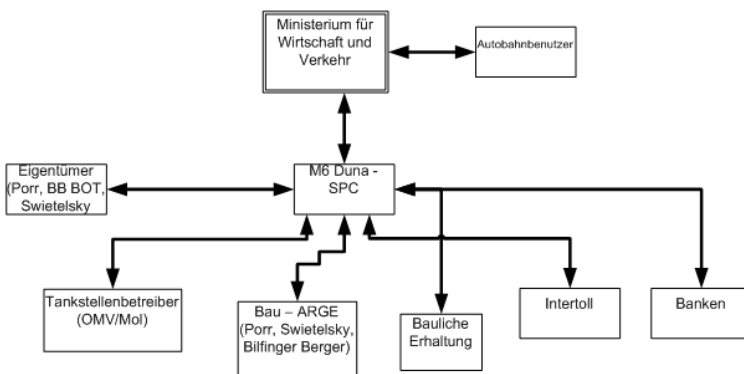 Ministerium für
Wirtschaft und
Verkehr
Autobahnbenutzer
Eigentümer
(Porr, BB BOT,
Swietelsky
M6 Duna -
SPC
Tankstellenbetreiber
(OMV/Mol)
Bau – ARGE
(Porr, Swietelsky,
Bilfinger Berger)
Bauliche
Erhaltung
Intertoll
Banken